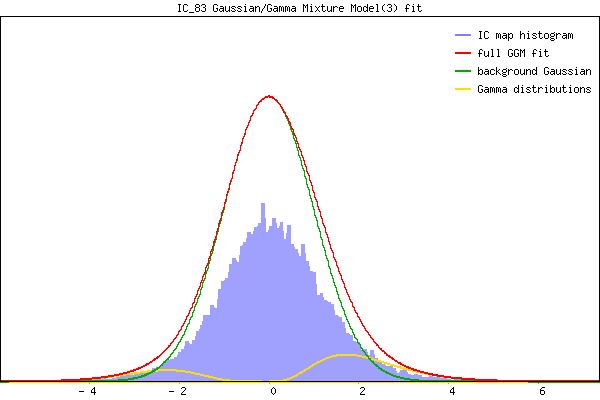 IC_83 Gaussian/Gamma Mixture Model(3) fit
IC map histogram
full GGM fit
background Gaussian
Gamma distributions
-4 -2 0 2 4 6